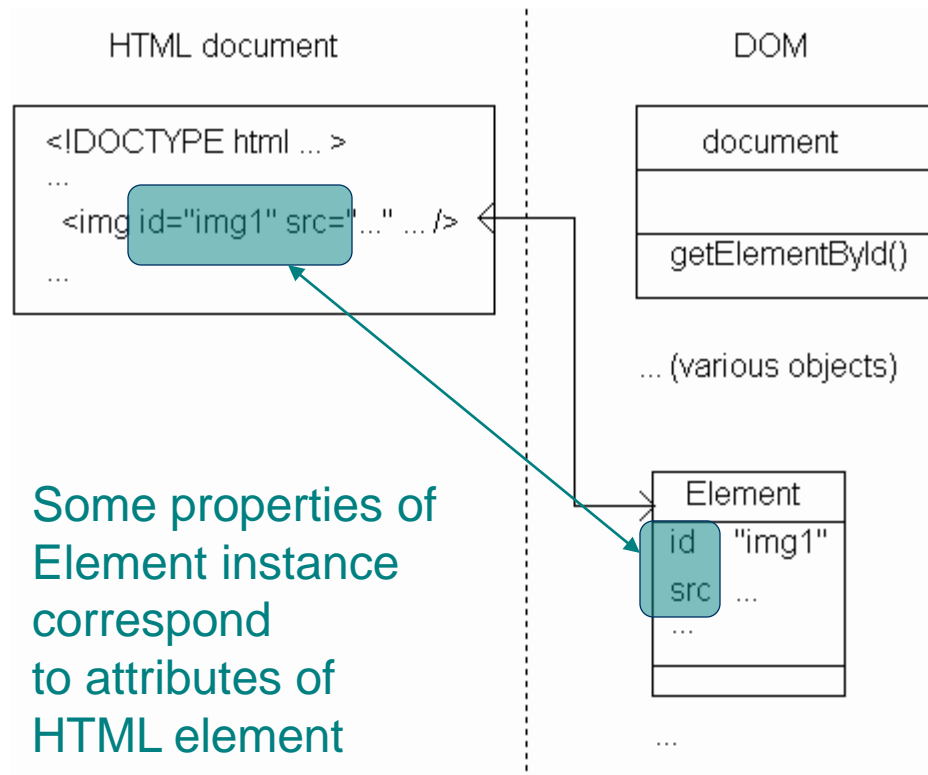 HTML document
<!DOCTYPE html ... >
...
<img id="img1" src="..." ... />
...
Some properties of
Element instance
correspond
to attributes of
HTML element
DOM
document
getElementById()
... (various objects)
Element
id "img1"
src ...
...
...